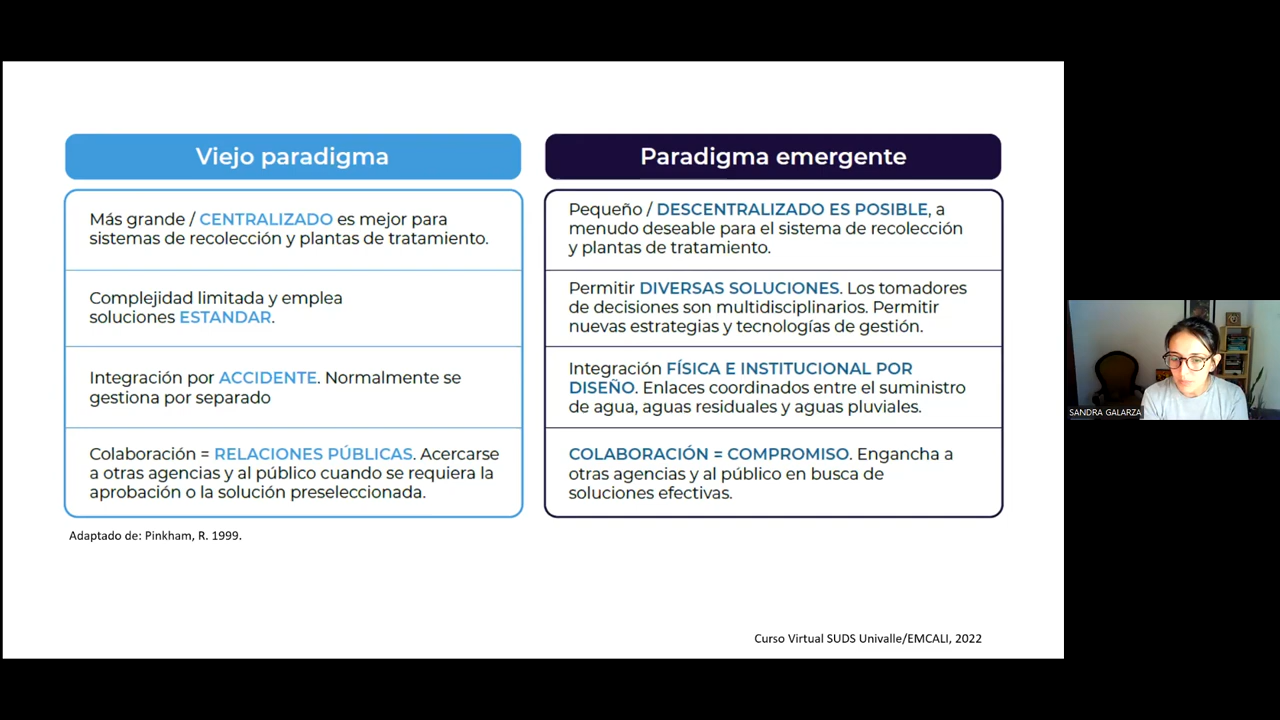 Viejo paradigma
Más grande / CENTRALIZADO es mejor para
sistemas de recolección y plantas de tratamiento.
Complejidad limitada y emplea
soluciones ESTANDAR.
Integración por ACCIDENTE. Normalmente se
gestiona por separado
Colaboración = RELACIONES PÚBLICAS. Acercarse
a otras agencias y al público cuando se requiera la
aprobación o la solución preseleccionada.
Paradigma emergente
Pequeño / DESCENTRALIZADO ES POSIBLE, a
menudo deseable para el sistema de recolección
y plantas de tratamiento.
Permitir DIVERSAS SOLUCIONES. Los tomadores
de decisiones son multidisciplinarios. Permitir
nuevas estrategias y tecnologías de gestión.
Integración FÍSICA E INSTITUCIONAL POR
DISEÑO. Enlaces coordinados entre el suministro
de agua, aguas residuales y aguas pluviales.
COLABORACIÓN = COMPROMISO. Engancha a
otras agencias y al público en busca de
soluciones efectivas.
Adaptado de: Pinkham, R. 1999.
Curso Virtual SUDS Univalle/EMCALI, 2022
SANDRA GALARZA